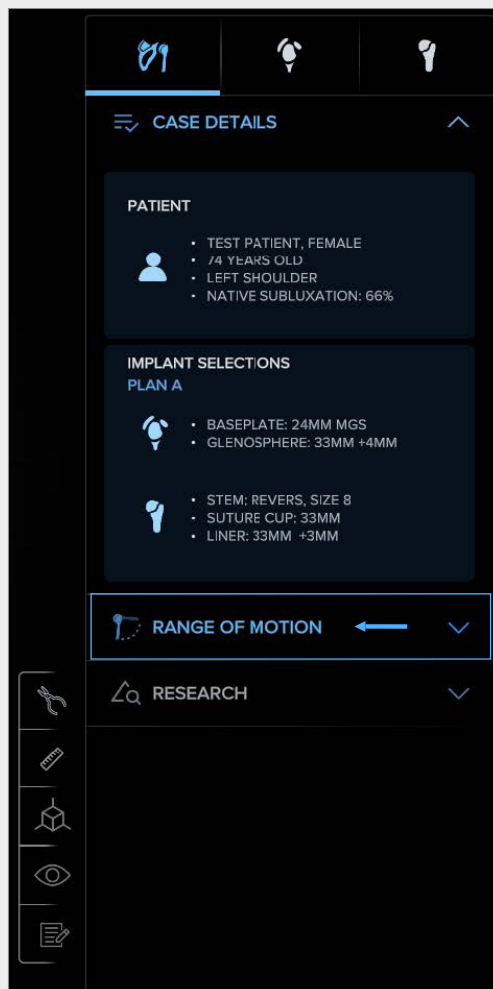 CASE DETAILS
PATIENT
• TEST PATIENT, FEMALE
• 74 YEARS OLD
• LEFT SHOULDER
• NATIVE SUBLUXATION: 66%
IMPLANT SELECTIONS
PLAN A
• BASEPLATE: 24MM MGS
• GLENOSPHERE: 33MM +4MM
• STEM: REVERS, SIZE 8
• SUTURE CUP: 33MM
• LINER: 33MM +3MM
RANGE OF MOTION
RESEARCH